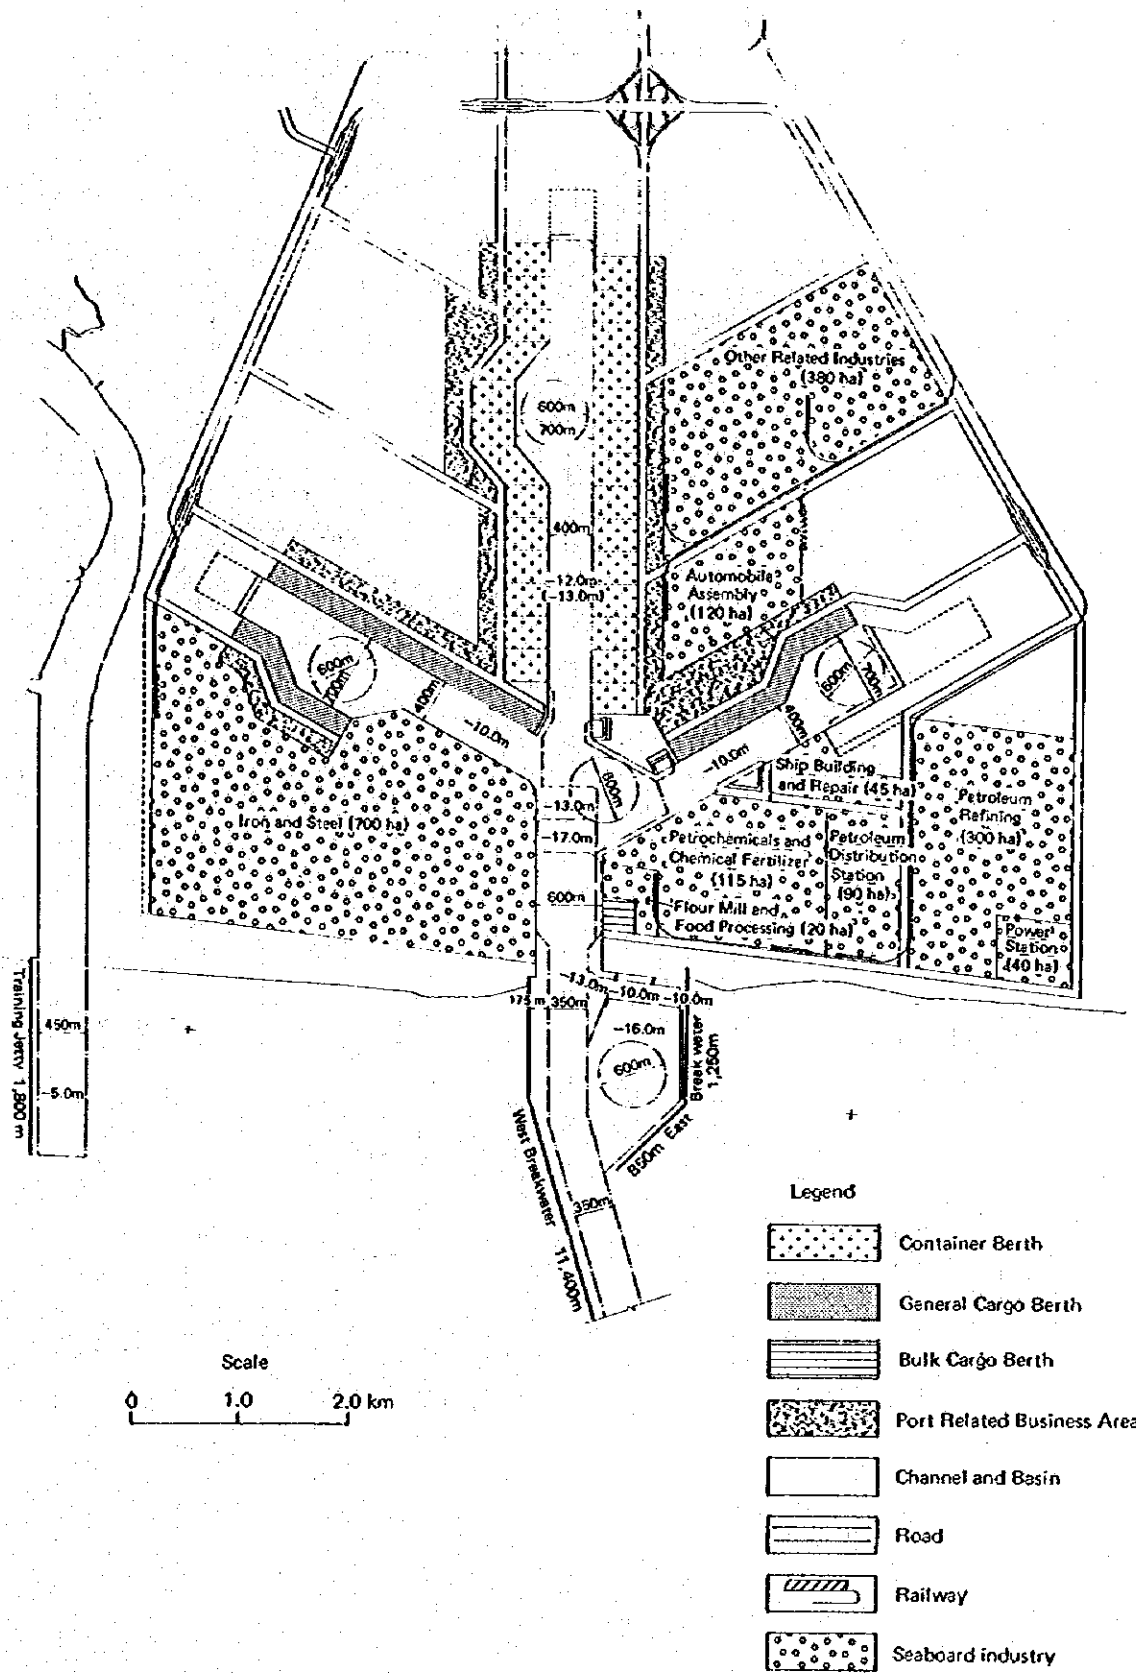 Other Related Industries
(380 ha)
600m
700m
400m
-12.0m
(-13.0m)
Automobile
Assembly
(120 ha)
600m
700m
400m
-10.0m
600m
700m
400m
-10.0m
800m
Ship Building
and Repair (45 ha)
Iron and Steel (700 ha)
-13.0m
-17.0m
600m
Petrochemicals and
Chemical Fertilizer
(115 ha)
Flour Mill and
Food Processing (20 ha)
Petroleum
Distribution
Station
(90 ha)
Petroleum
Refining
(300 ha)
Power
Station
(40 ha)
-13.0m -10.0m -10.0m
175 m 350m
-16.0m
600m
Break water
1,250m
850m East
West Breakwater 11,400m
350m
Training Jetty 1,800 m
450m
-5.0m
Scale
0 1.0 2.0 km
Legend
Container Berth
General Cargo Berth
Bulk Cargo Berth
Port Related Business Area
Channel and Basin
Road
Railway
Seaboard industry